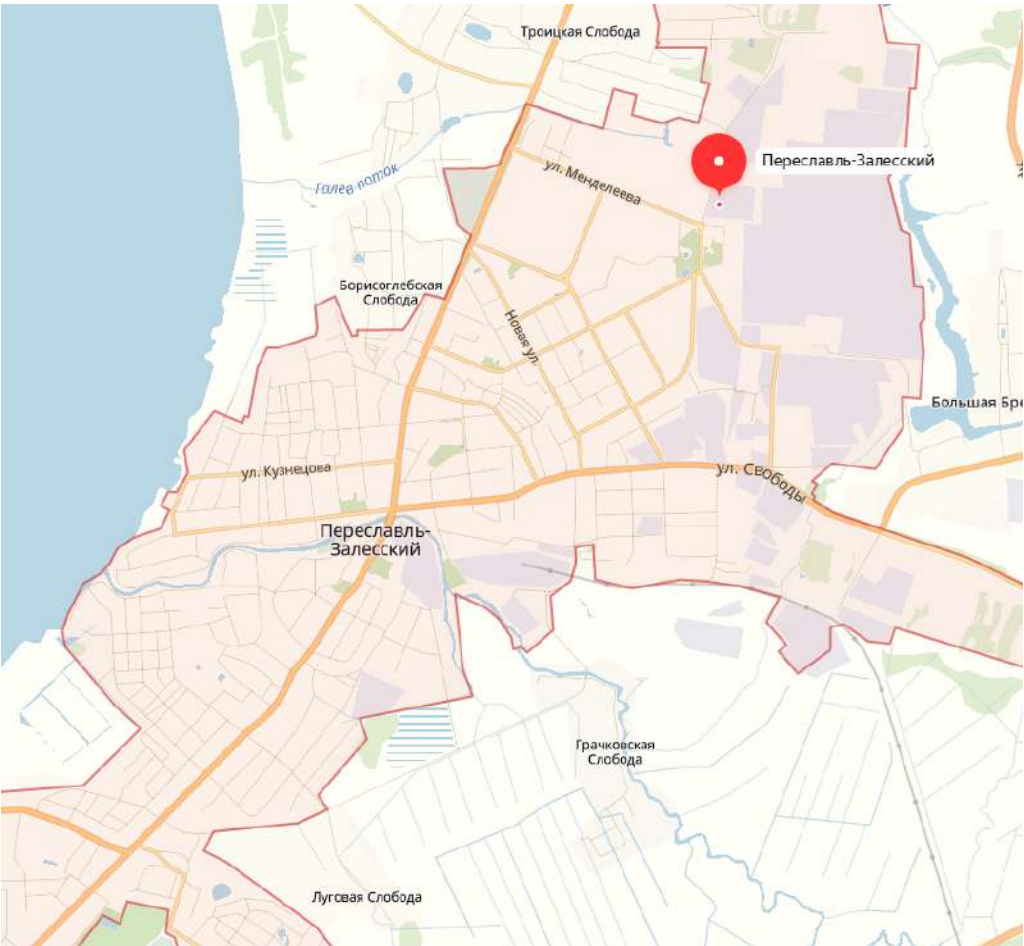 Троицкая Слобода
Переславль-Залесский
Галев поток
ул. Менделеева
Борисоглебская
Слобода
Новая ул.
Большая Бре
ул. Кузнецова
ул. Свободы
Переславль-
Залесский
Грачковская
Слобода
Луговая Слобода